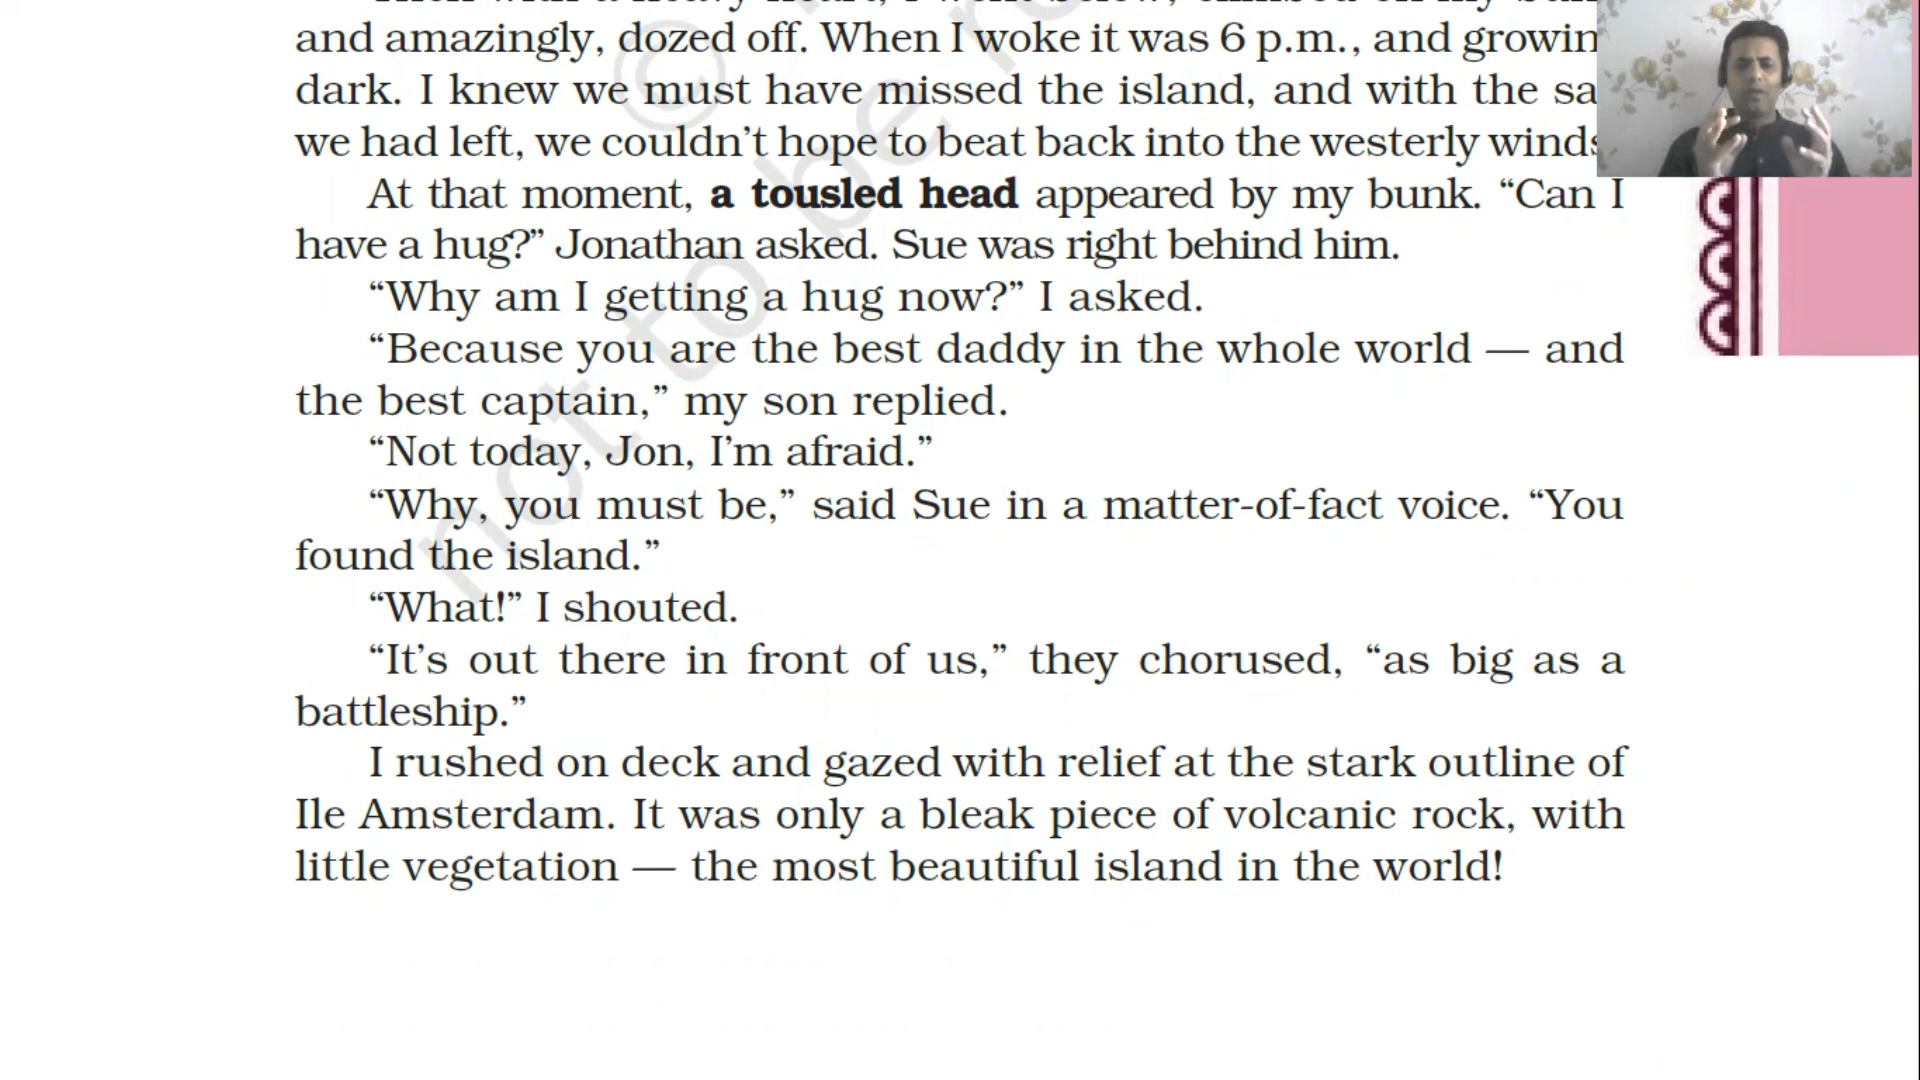 and amazingly, dozed off. When I woke it was 6 p.m., and growin
dark. I knew we must have missed the island, and with the sa
we had left, we couldn’t hope to beat back into the westerly winds
At that moment, a tousled head appeared by my bunk. “Can I
have a hug?” Jonathan asked. Sue was right behind him.
“Why am I getting a hug now?” I asked.
“Because you are the best daddy in the whole world — and
the best captain,” my son replied.
“Not today, Jon, I’m afraid.”
“Why, you must be,” said Sue in a matter-of-fact voice. “You
found the island.”
“What!” I shouted.
“It’s out there in front of us,” they chorused, “as big as a
battleship.”
I rushed on deck and gazed with relief at the stark outline of
Ile Amsterdam. It was only a bleak piece of volcanic rock, with
little vegetation — the most beautiful island in the world!
©
not to be